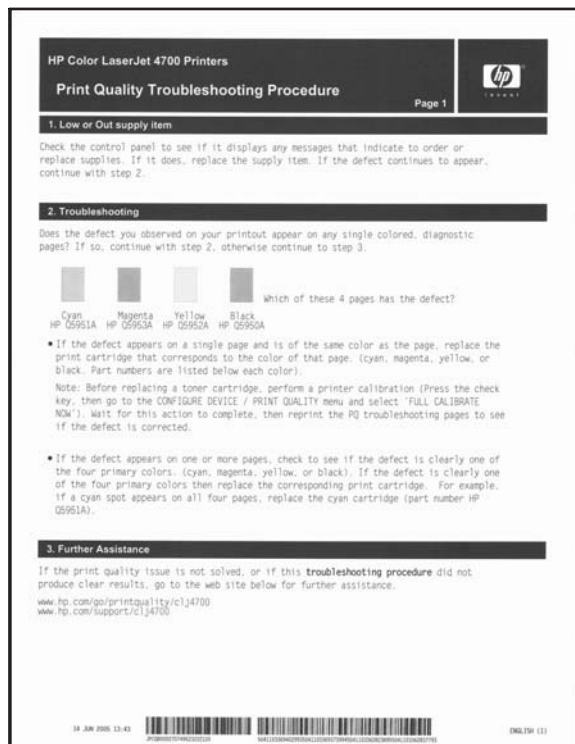 HP Color LaserJet 4700 Printers
Print Quality Troubleshooting Procedure
Page 1
hp
invent
1. Low or Out supply item
Check the control panel to see if it displays any messages that indicate to order or
replace supplies. If it does, replace the supply item. If the defect continues to appear,
continue with step 2.
2. Troubleshooting
Does the defect you observed on your printout appear on any single colored, diagnostic
pages? If so, continue with step 2, otherwise continue to step 3.
Which of these 4 pages has the defect?
Cyan Magenta Yellow Black
HP Q5951A HP Q5953A HP Q5952A HP Q5950A
• If the defect appears on a single page and is of the same color as the page, replace the
print cartridge that corresponds to the color of that page. (cyan, magenta, yellow, or
black. Part numbers are listed below each color).
Note: Before replacing a toner cartridge, perform a printer calibration (Press the check
key, then go to the CONFIGURE DEVICE / PRINT QUALITY menu and select 'FULL CALIBRATE
NOW'). Wait for this action to complete, then reprint the PQ troubleshooting pages to see
if the defect is corrected.
• If the defect appears on one or more pages, check to see if the defect is clearly one of
the four primary colors. (cyan, magenta, yellow, or black). If the defect is clearly one
of the four primary colors then replace the corresponding print cartridge. For example,
if a cyan spot appears on all four pages, replace the cyan cartridge (part number HP
Q5951A).
3. Further Assistance
If the print quality issue is not solved, or if this troubleshooting procedure did not
produce clear results, go to the web site below for further assistance.
www.hp.com/go/printquality/clj4700
www.hp.com/support/clj4700
14 JUN 2005 13:43
ENGLISH (I)